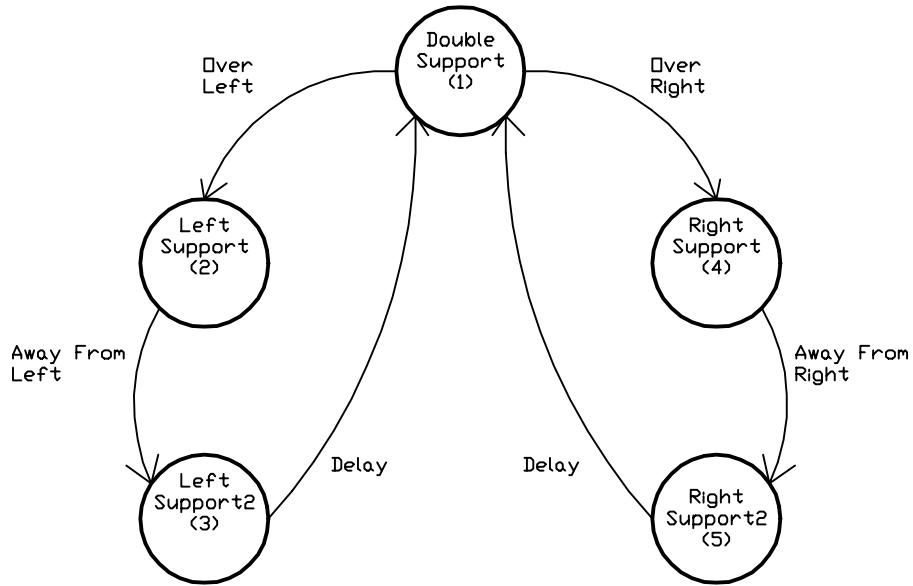 Double
Support
(1)
Over
Left
Over
Right
Left
Support
(2)
Right
Support
(4)
Away From
Left
Away From
Right
Delay
Delay
Left
Support2
(3)
Right
Support2
(5)